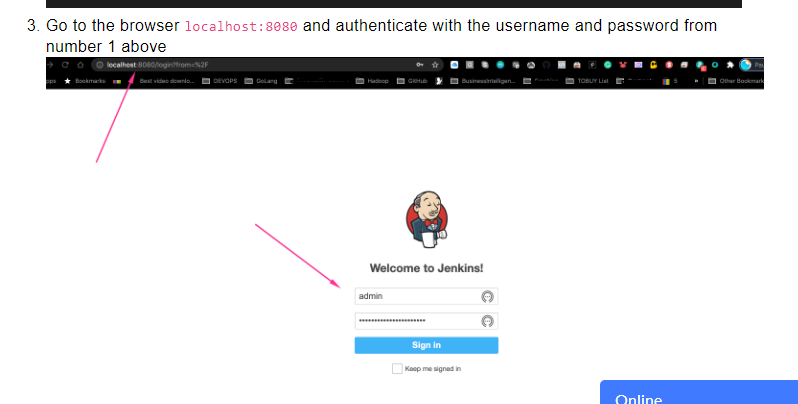 3. Go to the browser localhost:8080 and authenticate with the username and password from
number 1 above
localhost:8080/login?from=%2F
Bookmarks Best video downlo... DEVOPS GoLang Hadoop GitHub BusinessIntelligen... TOBUY List S » Other Bookmark
Welcome to Jenkins!
admin
Sign in
Keep me signed in
Online